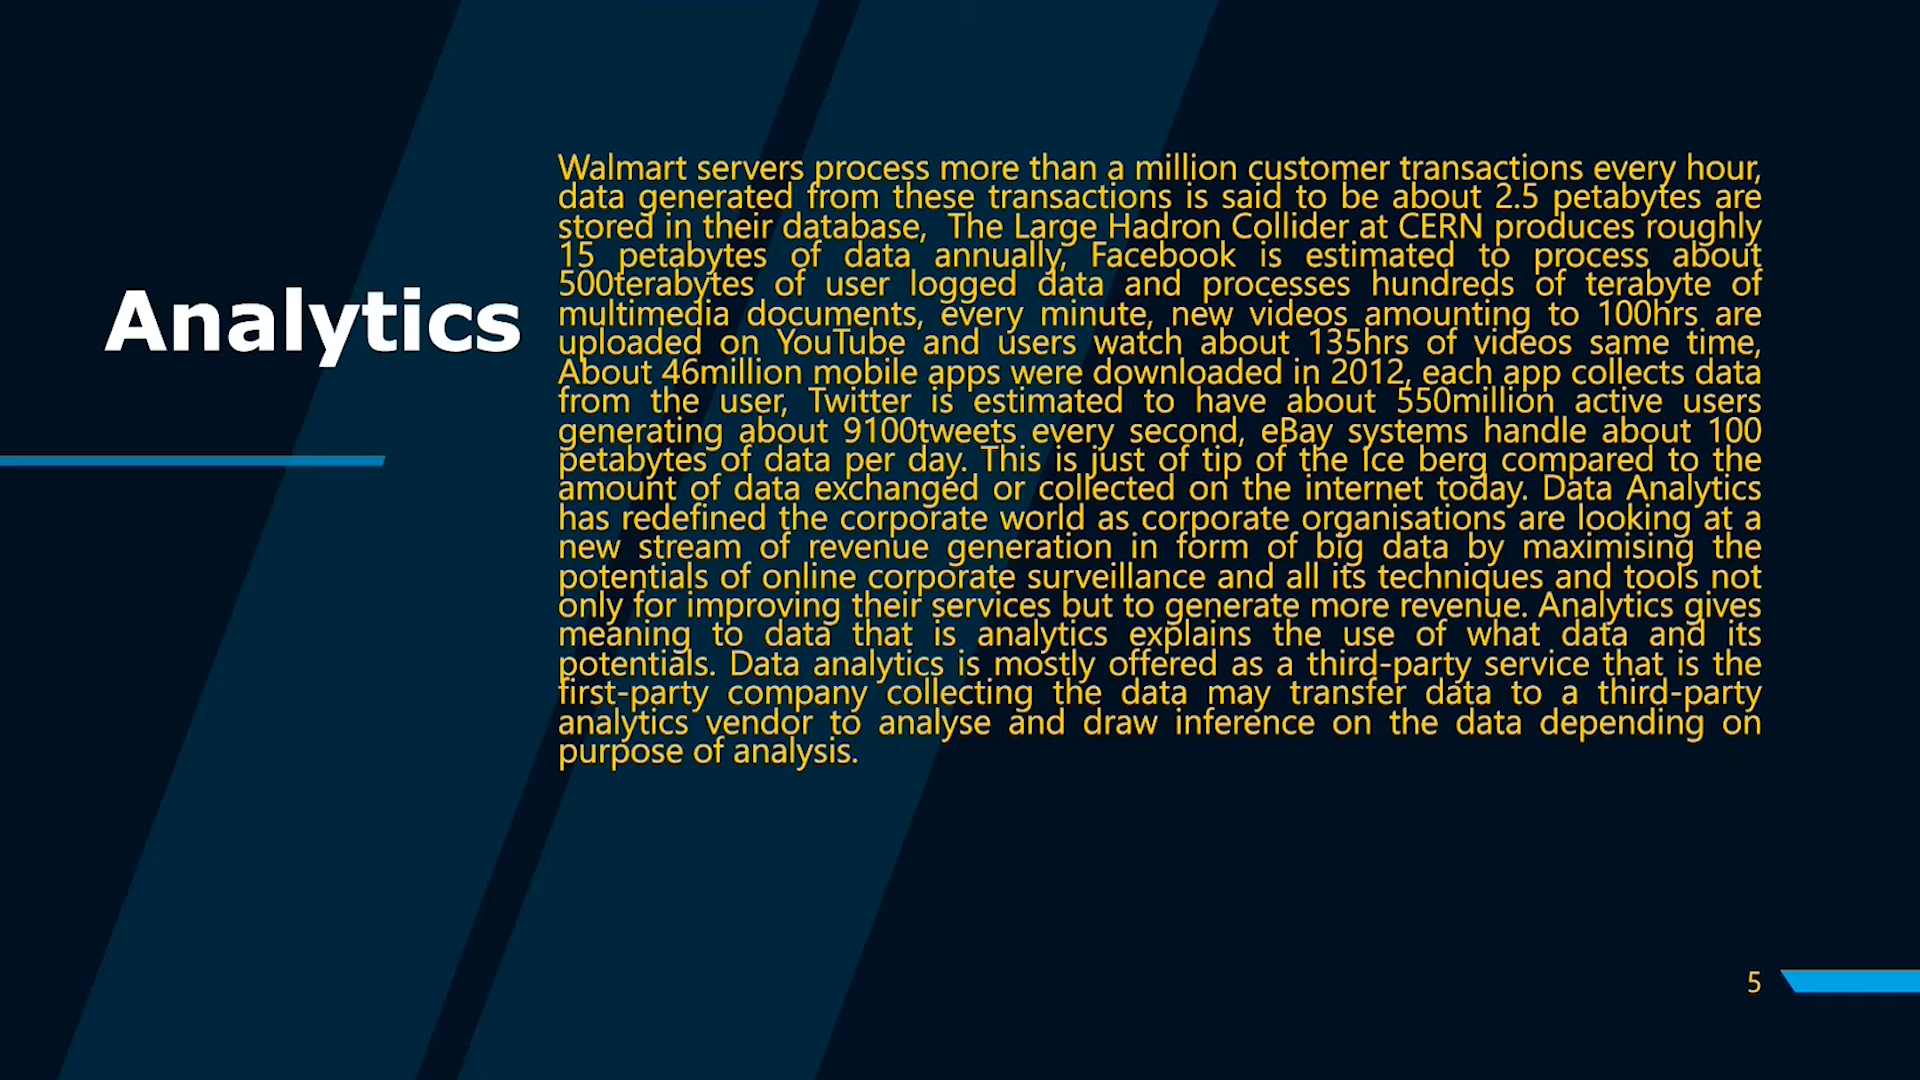 Analytics
Walmart servers process more than a million customer transactions every hour,
data generated from these transactions is said to be about 2.5 petabytes are
stored in their database,  The Large Hadron Collider at CERN produces roughly
15 petabytes of data annually, Facebook is estimated to process about
500terabytes of user logged data and processes hundreds of terabyte of
multimedia documents, every minute, new videos amounting to 100hrs are
uploaded on YouTube and users watch about 135hrs of videos same time,
About 46million mobile apps were downloaded in 2012, each app collects data
from the user, Twitter is estimated to have about 550million active users
generating about 9100tweets every second, eBay systems handle about 100
petabytes of data per day. This is just of tip of the Ice berg compared to the
amount of data exchanged or collected on the internet today. Data Analytics
has redefined the corporate world as corporate organisations are looking at a
new stream of revenue generation in form of big data by maximising the
potentials of online corporate surveillance and all its techniques and tools not
only for improving their services but to generate more revenue. Analytics gives
meaning to data that is analytics explains the use of what data and its
potentials. Data analytics is mostly offered as a third-party service that is the
first-party company collecting the data may transfer data to a third-party
analytics vendor to analyse and draw inference on the data depending on
purpose of analysis.
5